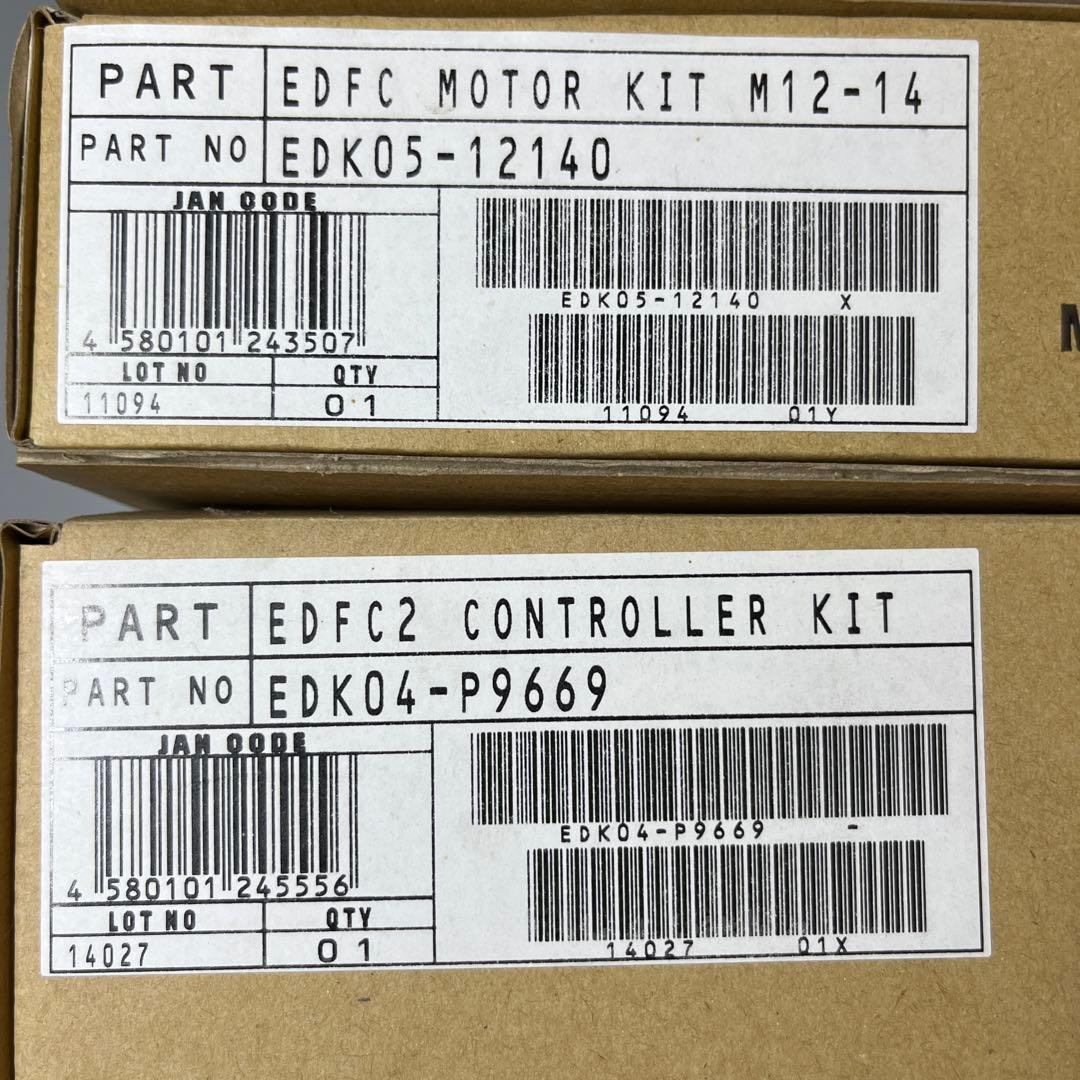 PART EDFC MOTOR KIT M12-14
PART NO EDK05-12140
JAN CODE
4 580101 243507
EDK05-12140 X
LOT NO QTY
11094 01
11094 01Y
PART EDFC2 CONTROLLER KIT
PART NO EDK04-P9669
JAN CODE
4 580101 245556
EDK04-P9669 -
LOT NO QTY
14027 01
14027 01X